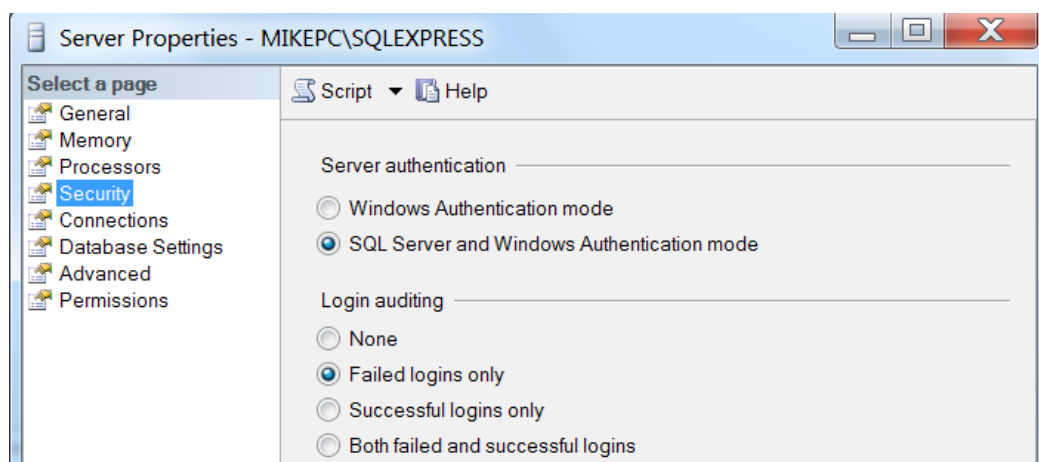 Server Properties - MIKEPC\SQLEXPRESS
Select a page
General
Memory
Processors
Security
Connections
Database Settings
Advanced
Permissions
Script Help
Server authentication
Windows Authentication mode
SQL Server and Windows Authentication mode
Login auditing
None
Failed logins only
Successful logins only
Both failed and successful logins